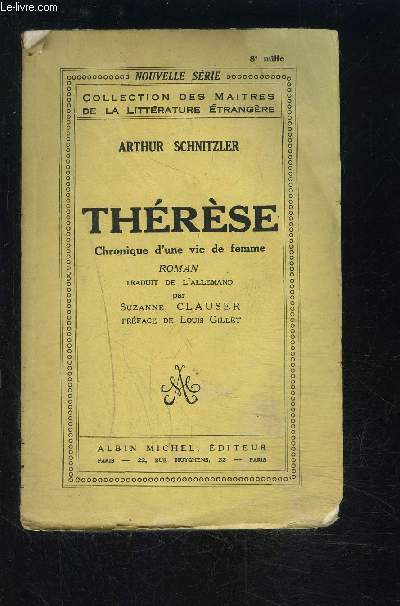 www.le-livre.com
8e mille
NOUVELLE SÉRIE
COLLECTION DES MAITRES
DE LA LITTÉRATURE ÉTRANGÈRE
ARTHUR SCHNITZLER
THÉRÈSE
Chronique d'une vie de femme
ROMAN
TRADUIT DE L'ALLEMAND
par
SUZANNE CLAUSER
PRÉFACE DE LOUIS GILLET
ALBIN MICHEL, ÉDITEUR
PARIS — 22, RUE HUYGHENS, 22 — PARIS